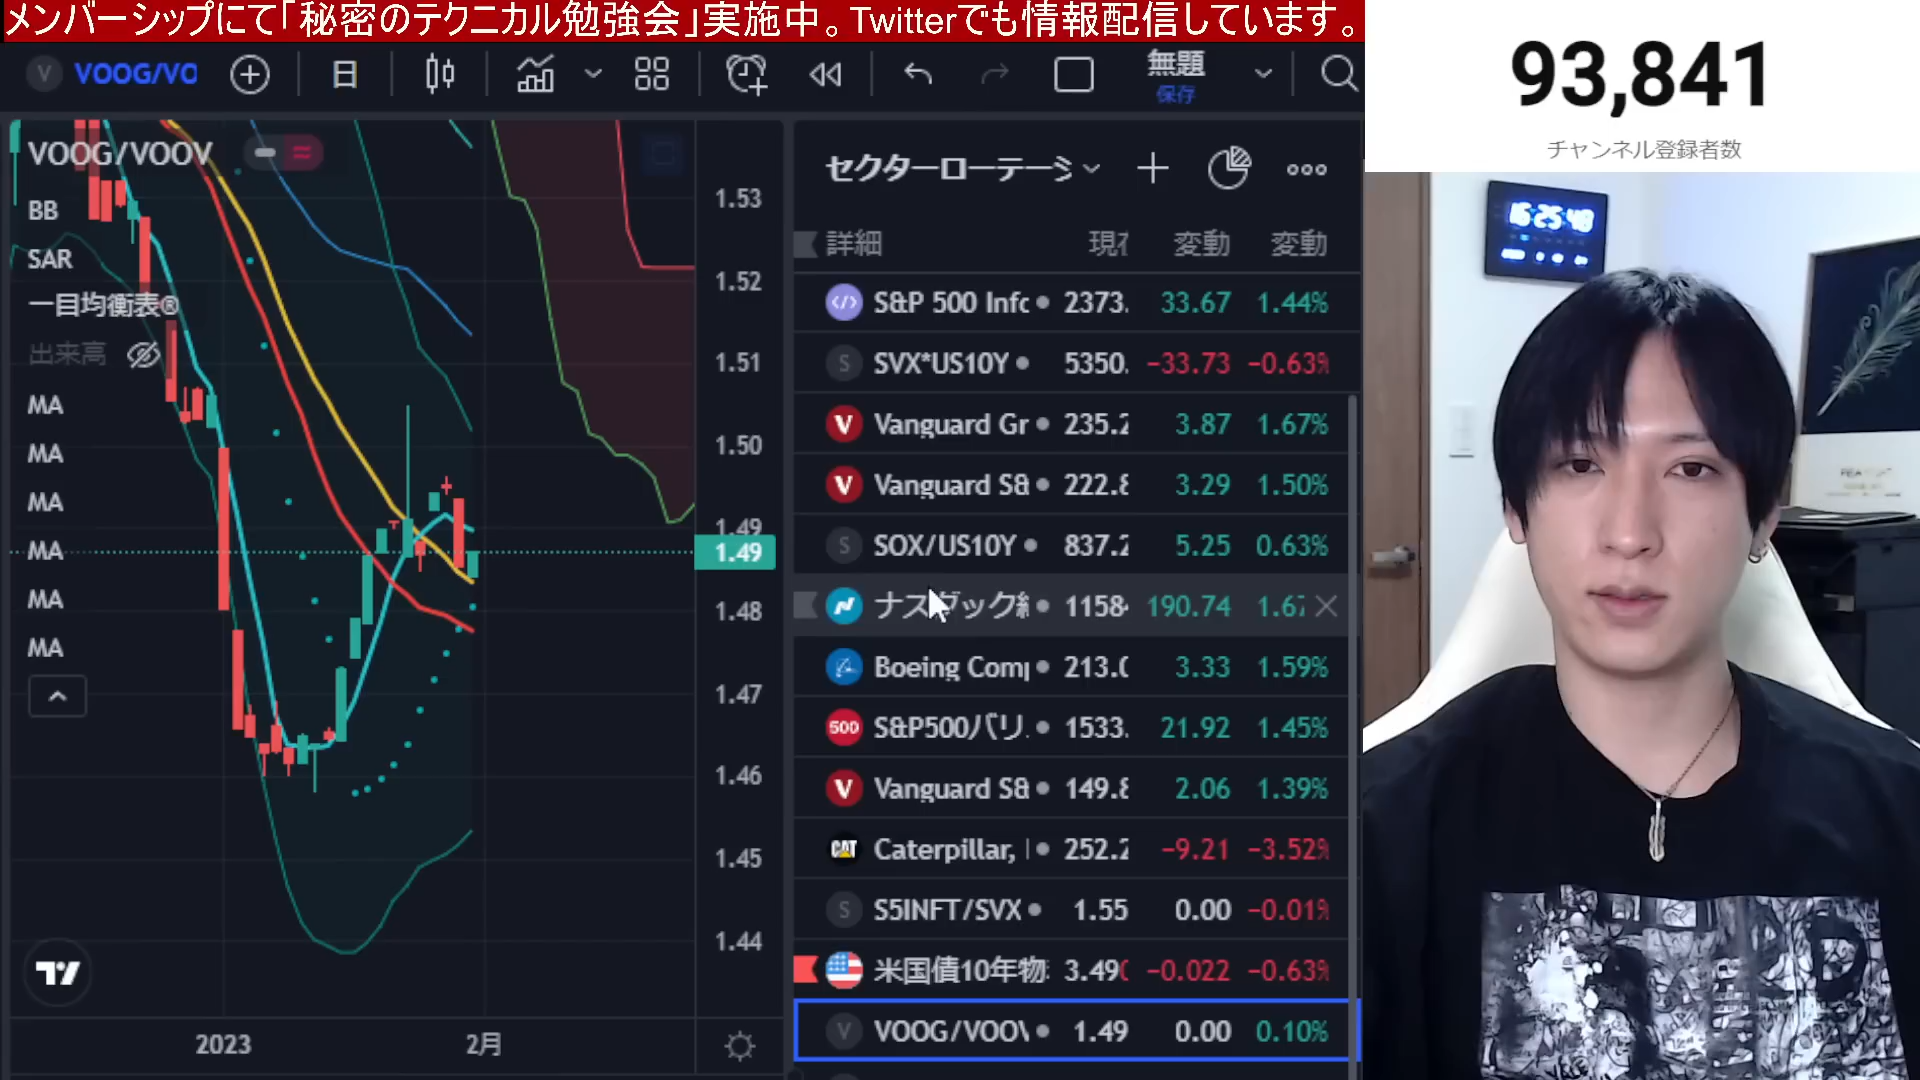 メンバーシップにて「秘密のテクニカル勉強会」実施中。Twitterでも情報配信しています。
V VOOG/VO 日 無題
保存
93,841
チャンネル登録者数
VOOG/VOOV
BB
SAR
一目均衡表®
出来高
MA
MA
MA
MA
MA
MA
1.53
1.52
1.51
1.50
1.49
1.49
1.48
1.47
1.46
1.45
1.44
2023 2月
セクターローテーシ
詳細 現在 変動 変動
S&P 500 Info 2373. 33.67 1.44%
S SVX*US10Y 5350. −33.73 −0.63%
V Vanguard Gr 235.2 3.87 1.67%
V Vanguard S& 222.8 3.29 1.50%
S SOX/US10Y 837.2 5.25 0.63%
ナスダック総 1158 190.74 1.67
Boeing Comp 213.0 3.33 1.59%
500 S&P500バリ. 1533. 21.92 1.45%
V Vanguard S& 149.8 2.06 1.39%
CAT Caterpillar, I 252.2 −9.21 −3.52%
S S5INFT/SVX 1.55 0.00 −0.01%
米国債10年物 3.490 −0.022 −0.63%
V VOOG/VOOV 1.49 0.00 0.10%
16:25:48